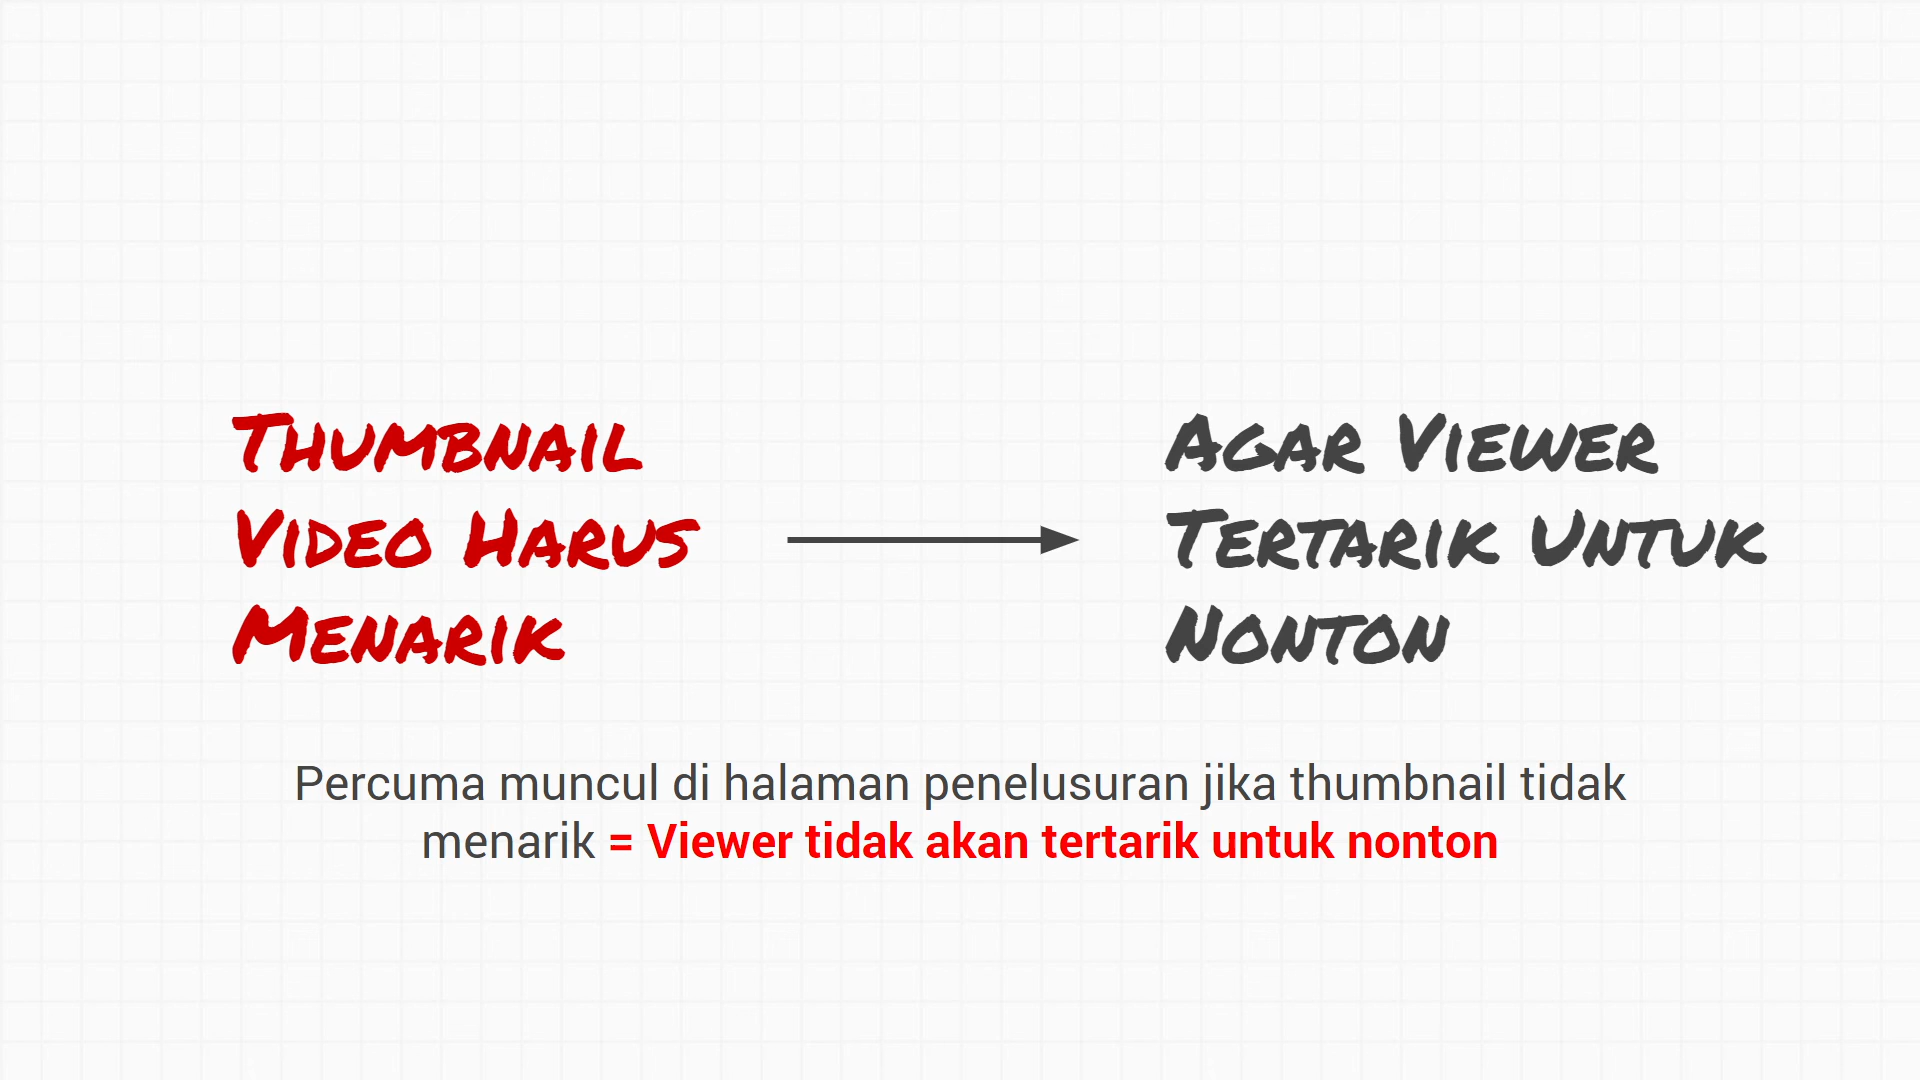 Thumbnail
Video Harus
Menarik
Agar Viewer
Tertarik Untuk
Nonton
Percuma muncul di halaman penelusuran jika thumbnail tidak
menarik = Viewer tidak akan tertarik untuk nonton